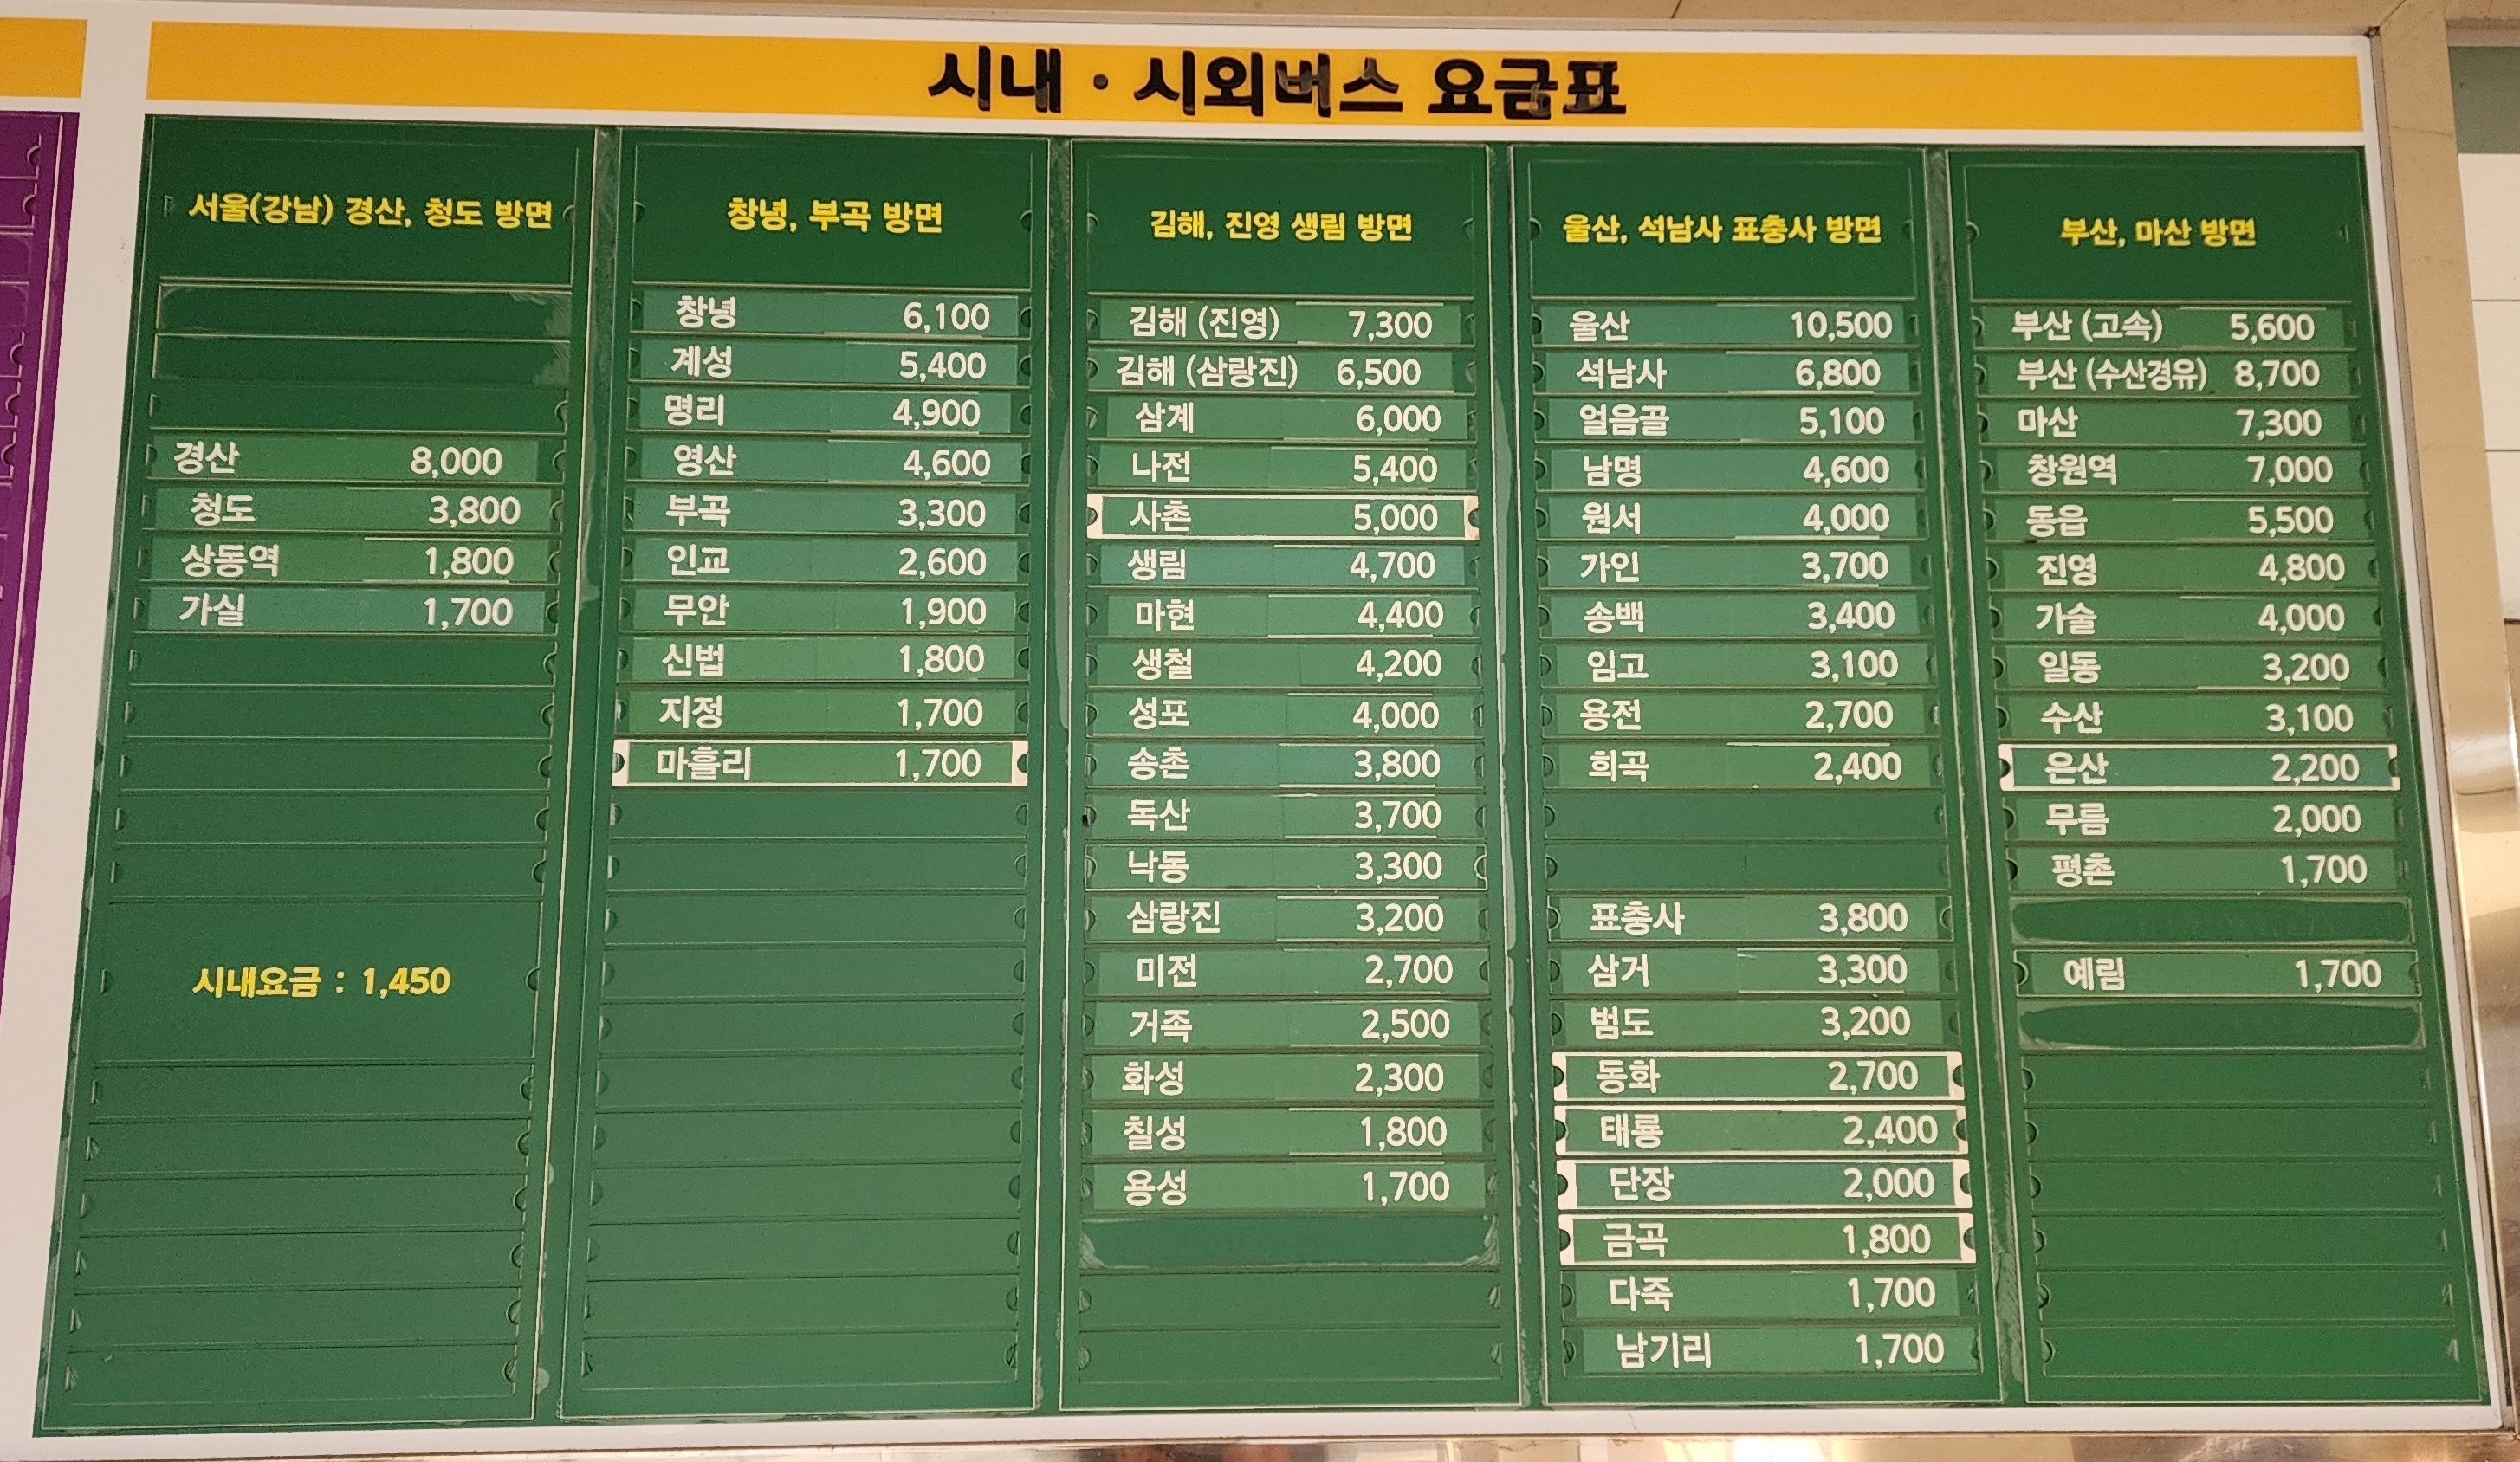 시내 · 시외버스 요금표
서울(강남) 경산, 청도 방면
경산 8,000
청도 3,800
상동역 1,800
가실 1,700
시내요금 : 1,450
창녕, 부곡 방면
창녕 6,100
계성 5,400
명리 4,900
영산 4,600
부곡 3,300
인교 2,600
무안 1,900
신법 1,800
지정 1,700
마흘리 1,700
김해, 진영 생림 방면
김해 (진영) 7,300
김해 (삼랑진) 6,500
삼계 6,000
나전 5,400
사촌 5,000
생림 4,700
마현 4,400
생철 4,200
성포 4,000
송촌 3,800
독산 3,700
낙동 3,300
삼랑진 3,200
미전 2,700
거족 2,500
화성 2,300
칠성 1,800
용성 1,700
울산, 석남사 표충사 방면
울산 10,500
석남사 6,800
얼음골 5,100
남명 4,600
원서 4,000
가인 3,700
송백 3,400
임고 3,100
용전 2,700
희곡 2,400
표충사 3,800
삼거 3,300
범도 3,200
동화 2,700
태룡 2,400
단장 2,000
금곡 1,800
다죽 1,700
남기리 1,700
부산, 마산 방면
부산 (고속) 5,600
부산 (수산경유) 8,700
마산 7,300
창원역 7,000
동읍 5,500
진영 4,800
가술 4,000
일동 3,200
수산 3,100
은산 2,200
무름 2,000
평촌 1,700
예림 1,700